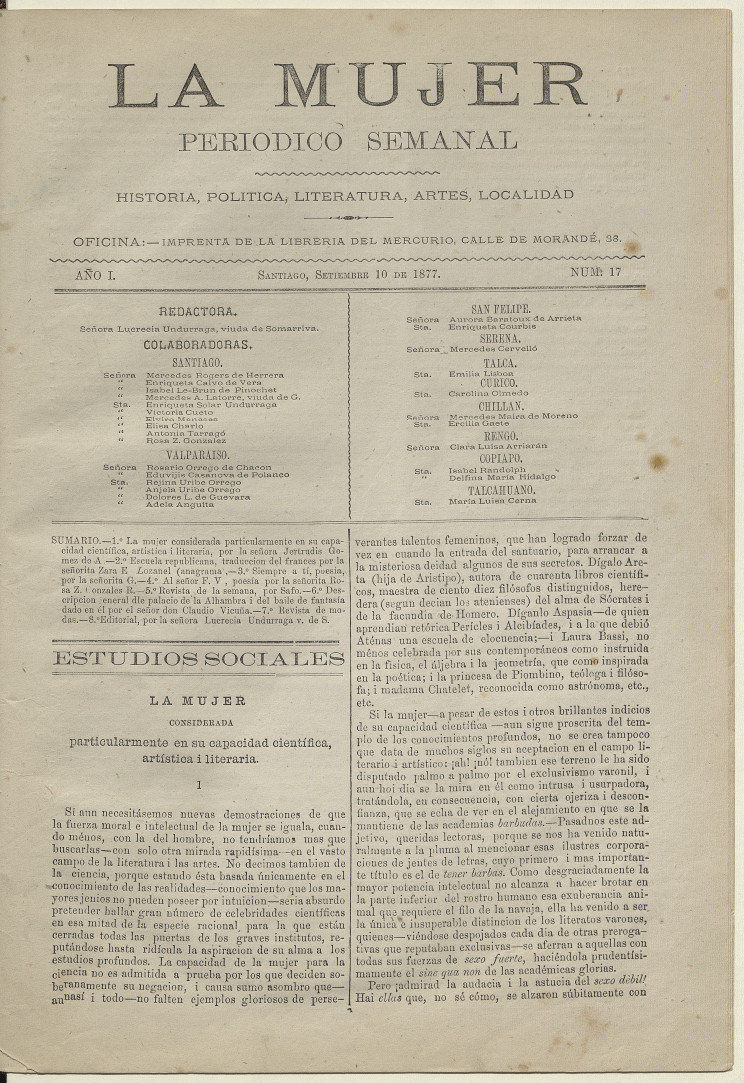 LA MUJER
PERIODICO SEMANAL
HISTORIA, POLITICA, LITERATURA, ARTES, LOCALIDAD
OFICINA:—IMPRENTA DE LA LIBRERIA DEL MERCURIO, CALLE DE MORANDÉ, 38.
AÑO I. SANTIAGO, SETIEMBRE 10 DE 1877. NUM. 17
REDACTORA.
Señora Lucrecia Undurraga, viuda de Somarriva.
COLABORADORAS.
SANTIAGO.
Señora Mercedes Rogers de Herrera
“ Enriqueta Calvo de Vera
“ Isabel Le-Brun de Pinochet
“ Mercedes A. Latorre, viuda de G.
Sta. Enriqueta Solar Undurraga
“ Victoria Cueto
“ Elvira Meneses
“ Elisa Charlo
“ Antonia Tarragó
“ Rosa Z. Gonzalez
VALPARAISO.
Señora Rosario Orrego de Chacon
“ Eduvijis Casanova de Polanco
Sta. Rejina Uribe Orrego
“ Anjela Uribe Orrego
“ Dolores L. de Guevara
“ Adela Anguita
SAN FELIPE.
Señora Aurora Baratoux de Arrieta
Sta. Enriqueta Courbis
SERENA.
Señora Mercedes Cervelló
TALCA.
Sta. Emilia Lisboa
CURICO.
Sta. Carolina Olmedo
CHILLAN.
Señora Mercedes Maira de Moreno
Sta. Ercilia Gaete
RENGO.
Señora Clara Luisa Arriarán
COPIAPO.
Sta. Isabel Randolph
“ Delfina Maria Hidalgo
TALCAHUANO.
Sta. Maria Luisa Cerna
SUMARIO.—1.º La mujer considerada particularmente en su capa-
cidad científica, artística i literaria, por la señora Jertrudis Go-
mez de A.—2.º Escuela republicana, traducion del frances por la
señorita Zara E Lozanel (anagrama.—3.º Siempre a tí, poesia,
por la señorita G.—4.º Al señor F. V , poesia por la señorita Ro-
sa Z. Gonzales R.—5.º Revista de la semana, por Safo.—6.º Des-
cripcion eneral dle palacio de la Alhambra i del baile de fantasía
dado en él por el señor don Claudio Vicuña.—7.º Revista de mo-
das.—8.ºEditorial, por la señora Lucrecia Undurraga v. de S.
ESTUDIOS SOCIALES
LA MUJER
CONSIDERADA
particularmente en su capacidad científica,
artística i literaria.
1
Si aun necesitásemos nuevas demostraciones de que
la fuerza moral e intelectual de la mujer se iguala, cuan-
do ménos, con la del hombre, no tendríamos mas que
buscarlas—con solo otra mirada rapidísima—en el vasto
campo de la literatura i las artes. No decimos tambien de
la ciencia, porque estando ésta basada únicamente en el
conocimiento de las realidades—conocimiento que los ma-
yores jenios no pueden poseer por intuicion—seria absurdo
pretender hallar gran número de celebridades científicas
en esa mitad de la especie racional para la que están
cerradas todas las puertas de los graves institutos, re-
putándose hasta ridícula la aspiracion de su alma a los
estudios profundos. La capacidad de la mujer para la
ciencia no es admitida a prueba por los que deciden so-
beranamente su negacion, i causa sumo asombro que—
aunasí i todo—no falten ejemplos gloriosos de perse-
verantes talentos femeninos, que han logrado forzar de
vez en cuando la entrada del santuario, para arrancar a
la misteriosa deidad algunos de sus secretos. Dígalo Are-
ta (hija de Aristipo), autora de cuarenta libros científi-
cos, maestra de ciento diez filósofos distinguidos, here-
dera (segun decian los atenienses) del alma de Sócrates i
de la facundia de Homero. Díganlo Aspasia—de quien
aprendian retórica Perícles i Alcibíades, i a la que debió
Aténas una escuela de elocuencia;—i Laura Bassi, no
ménos celebrada por sus contemporáneos como instruida
en la física, el áljebra i la jeometría, que como inspirada
en la poética; i la princesa de Piombino, teóloga i filóso-
fa; i madama Chatelet, reconocida como astrónoma, etc.,
etc.
Si la mujer—a pesar de estos i otros brillantes indicios
de su capacidad científica —aun sigue proscrita del tem-
plo de los conocimientos profundos, no se crea tampoco
que data de muchos siglos su aceptacion en el campo li-
terario i artístico: ¡ah! ¡nó! tambien ese terreno le ha sido
disputado palmo a palmo por el exclusivismo varonil, i
aun hoi dia se la mira en él como intrusa i usurpadora,
tratándola, en consecuencia, con cierta ojeriza i descon-
fianza, que se echa de ver en el alejamiento en que se la
mantiene de las academias barbudas.—Pasadnos este ad-
jetivo, queridas lectoras, porque se nos ha venido natu-
ralmente a la pluma al mencionar esas ilustres corpora-
ciones de jentes de letras, cuyo primero i mas importan-
te título es el de tener barbas. Como desgraciadamente la
mayor potencia intelectual no alcanza a hacer brotar en
la parte inferior del rostro humano esa exuberancia ani-
mal que requiere el filo de la navaja, ella ha venido a ser
la única e insuperable distincion de los literatos varones,
quienes—viéndose despojados cada dia de otras preroga-
tivas que reputaban exclusivas—se aferran a aquellas con
todas sus fuerzas de sexo fuerte, haciéndola prudentísi-
mamente el sine qua non de las académicas glorias.
Pero ¡admirad la audacia i la astucia del sexo débil!
Hai ellas que, no sé cómo, se alzaron súbitamente con